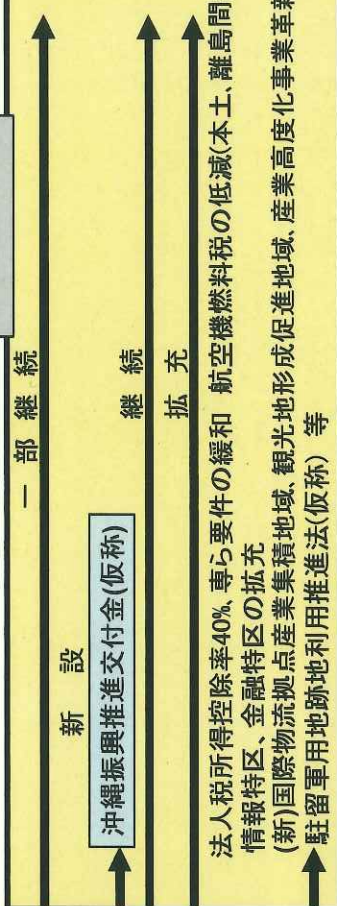 一部継続
新設
沖縄振興推進交付金(仮称)
継続
拡充
法人税所得控除率40%、専ら要件の緩和 航空機燃料税の低減(本土、離島間
情報特区、金融特区の拡充
(新)国際物流拠点産業集積地域、観光地形成促進地域、産業高度化事業革新
駐留軍用地跡地利用推進法(仮称) 等